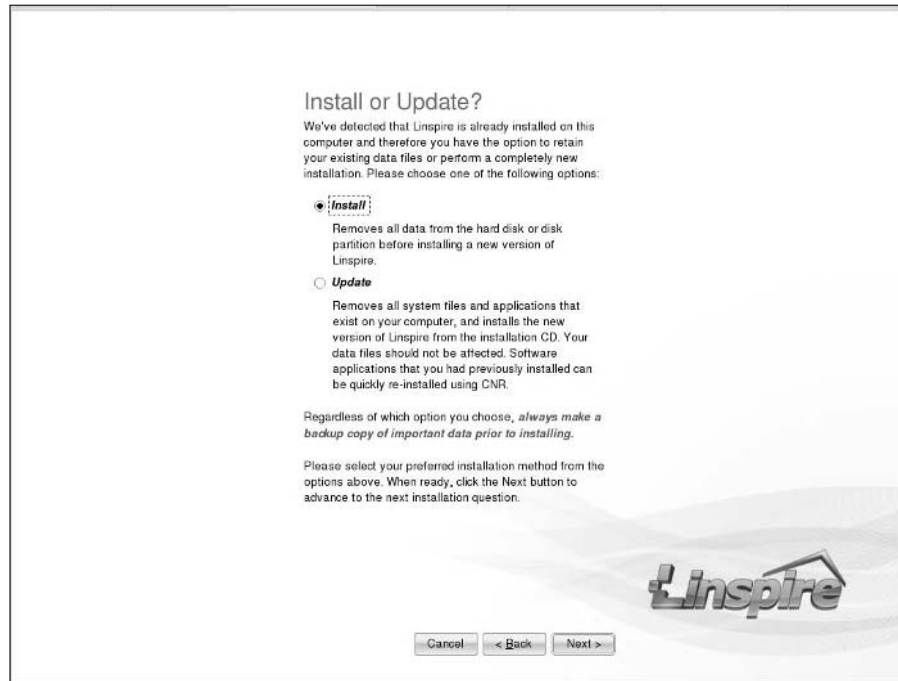 Install or Update?
We've detected that Linspire is already installed on this
computer and therefore you have the option to retain
your existing data files or perform a completely new
installation. Please choose one of the following options:
Install
Removes all data from the hard disk or disk
partition before installing a new version of
Linspire.
Update
Removes all system files and applications that
exist on your computer, and installs the new
version of Linspire from the installation CD. Your
data files should not be affected. Software
applications that you had previously installed can
be quickly re-installed using CNR.
Regardless of which option you choose, always make a
backup copy of important data prior to installing.
Please select your preferred installation method from the
options above. When ready, click the Next button to
advance to the next installation question.
Linspire
Cancel < Back Next >